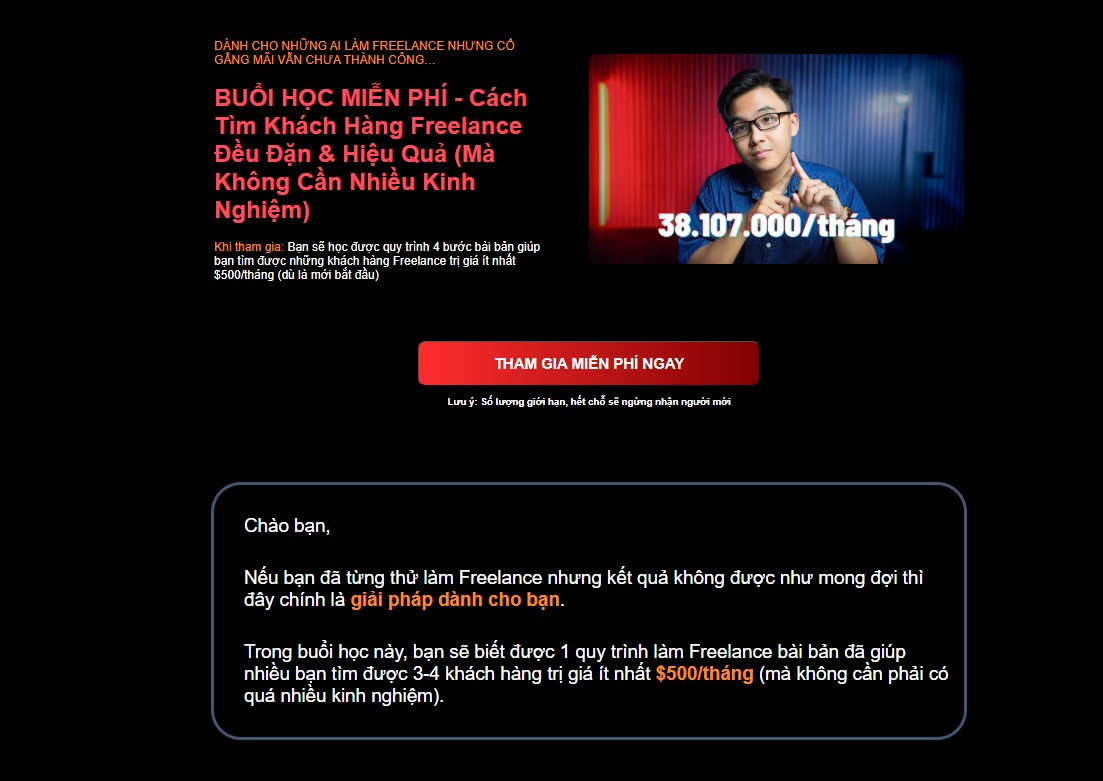 DÀNH CHO NHỮNG AI LÀM FREELANCE NHƯNG CỐ
GẮNG MÃI VẪN CHƯA THÀNH CÔNG...
BUỔI HỌC MIỄN PHÍ - Cách
Tìm Khách Hàng Freelance
Đều Đặn & Hiệu Quả (Mà
Không Cần Nhiều Kinh
Nghiệm)
Khi tham gia: Bạn sẽ học được quy trình 4 bước bài bản giúp
bạn tìm được những khách hàng Freelance trị giá ít nhất
$500/tháng (dù là mới bắt đầu)
38.107.000/tháng
THAM GIA MIỄN PHÍ NGAY
Lưu ý: Số lượng giới hạn, hết chỗ sẽ ngừng nhận người mới
Chào bạn,
Nếu bạn đã từng thử làm Freelance nhưng kết quả không được như mong đợi thì
đây chính là giải pháp dành cho bạn.
Trong buổi học này, bạn sẽ biết được 1 quy trình làm Freelance bài bản đã giúp
nhiều bạn tìm được 3-4 khách hàng trị giá ít nhất $500/tháng (mà không cần phải có
quá nhiều kinh nghiệm).